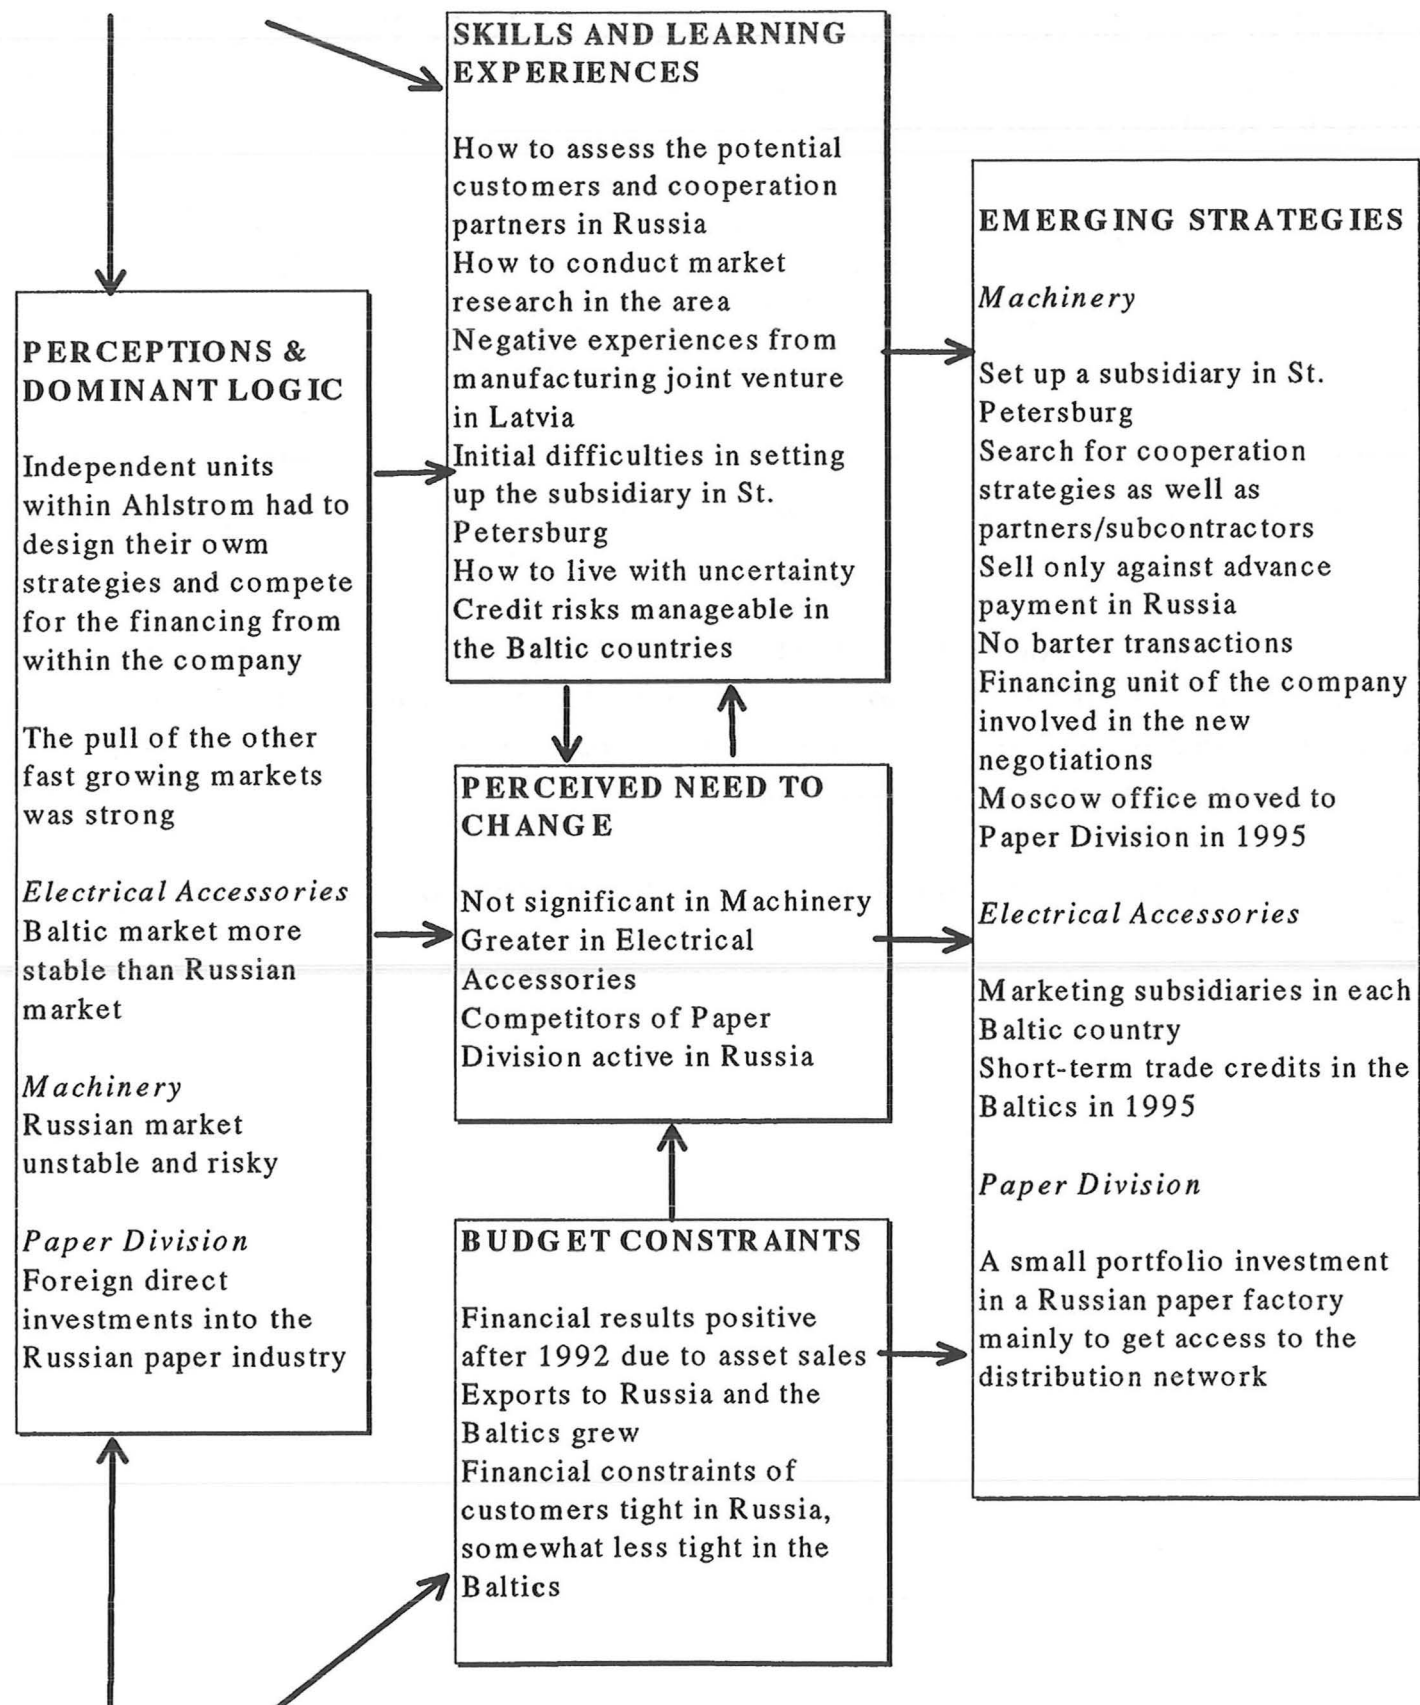 SKILLS AND LEARNING
EXPERIENCES
How to assess the potential
customers and cooperation
partners in Russia
How to conduct market
research in the area
Negative experiences from
manufacturing joint venture
in Latvia
Initial difficulties in setting
up the subsidiary in St.
Petersburg
How to live with uncertainty
Credit risks manageable in
the Baltic countries
PERCEPTIONS &
DOMINANT LOGIC
Independent units
within Ahlstrom had to
design their owm
strategies and compete
for the financing from
within the company
The pull of the other
fast growing markets
was strong
Electrical Accessories
Baltic market more
stable than Russian
market
Machinery
Russian market
unstable and risky
Paper Division
Foreign direct
investments into the
Russian paper industry
PERCEIVED NEED TO
CHANGE
Not significant in Machinery
Greater in Electrical
Accessories
Competitors of Paper
Division active in Russia
BUDGET CONSTRAINTS
Financial results positive
after 1992 due to asset sales
Exports to Russia and the
Baltics grew
Financial constraints of
customers tight in Russia,
somewhat less tight in the
Baltics
EMERGING STRATEGIES
Machinery
Set up a subsidiary in St.
Petersburg
Search for cooperation
strategies as well as
partners/subcontractors
Sell only against advance
payment in Russia
No barter transactions
Financing unit of the company
involved in the new
negotiations
Moscow office moved to
Paper Division in 1995
Electrical Accessories
Marketing subsidiaries in each
Baltic country
Short-term trade credits in the
Baltics in 1995
Paper Division
A small portfolio investment
in a Russian paper factory
mainly to get access to the
distribution network